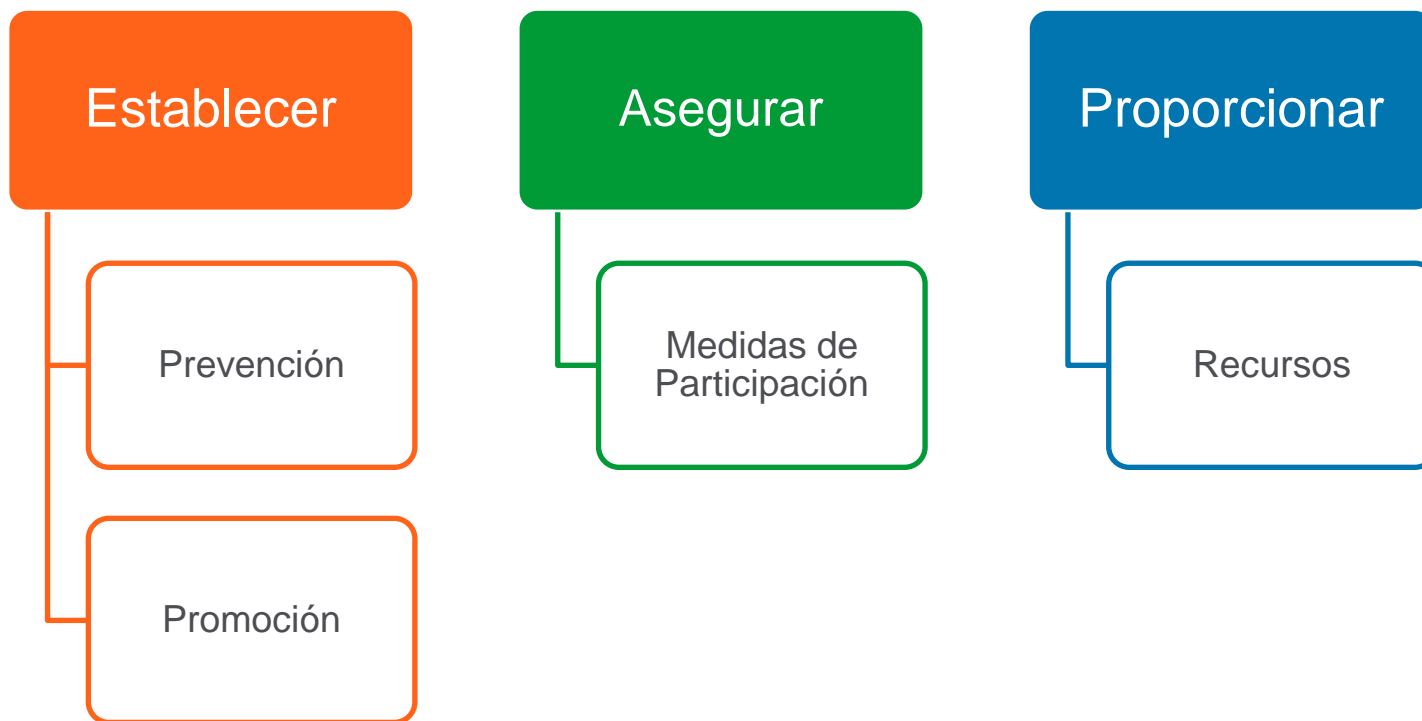 Establecer
Prevención
Promoción
Asegurar
Medidas de
Participación
Proporcionar
Recursos